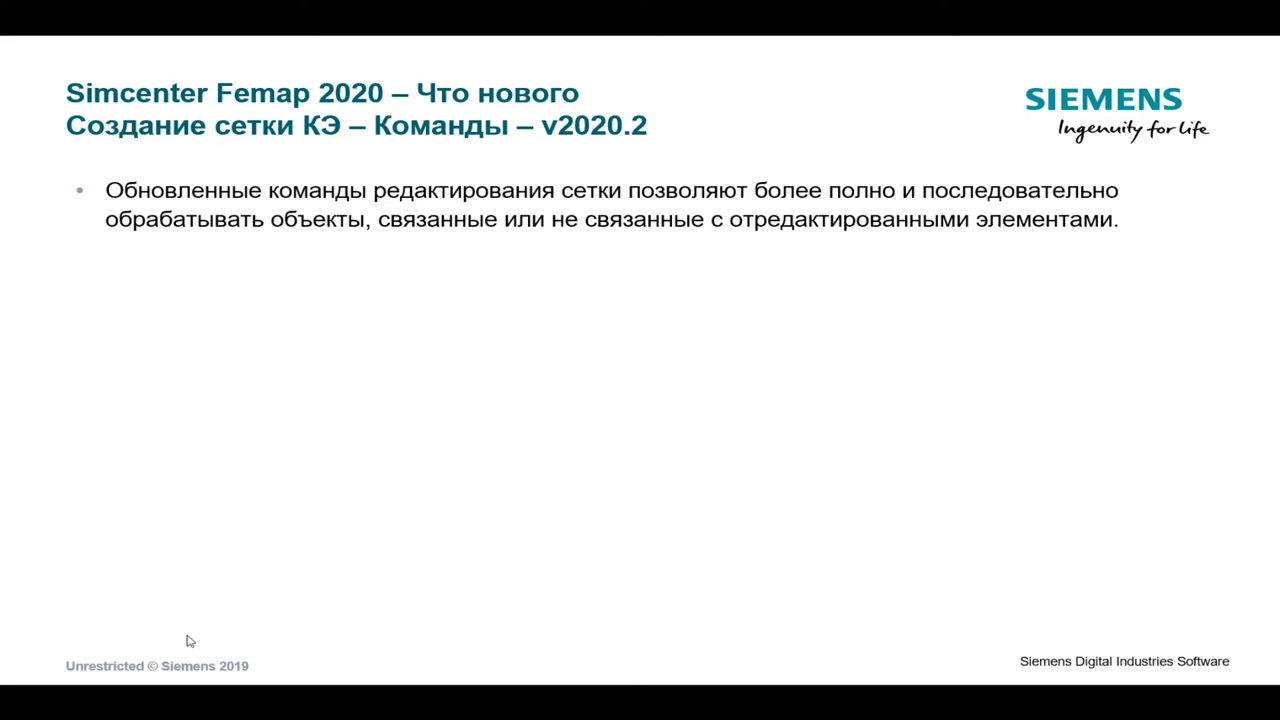 Simcenter Femap 2020 – Что нового
Создание сетки КЭ – Команды – v2020.2
SIEMENS
Ingenuity for life
• Обновленные команды редактирования сетки позволяют более полно и последовательно
обрабатывать объекты, связанные или не связанные с отредактированными элементами.
Unrestricted © Siemens 2019
Siemens Digital Industries Software